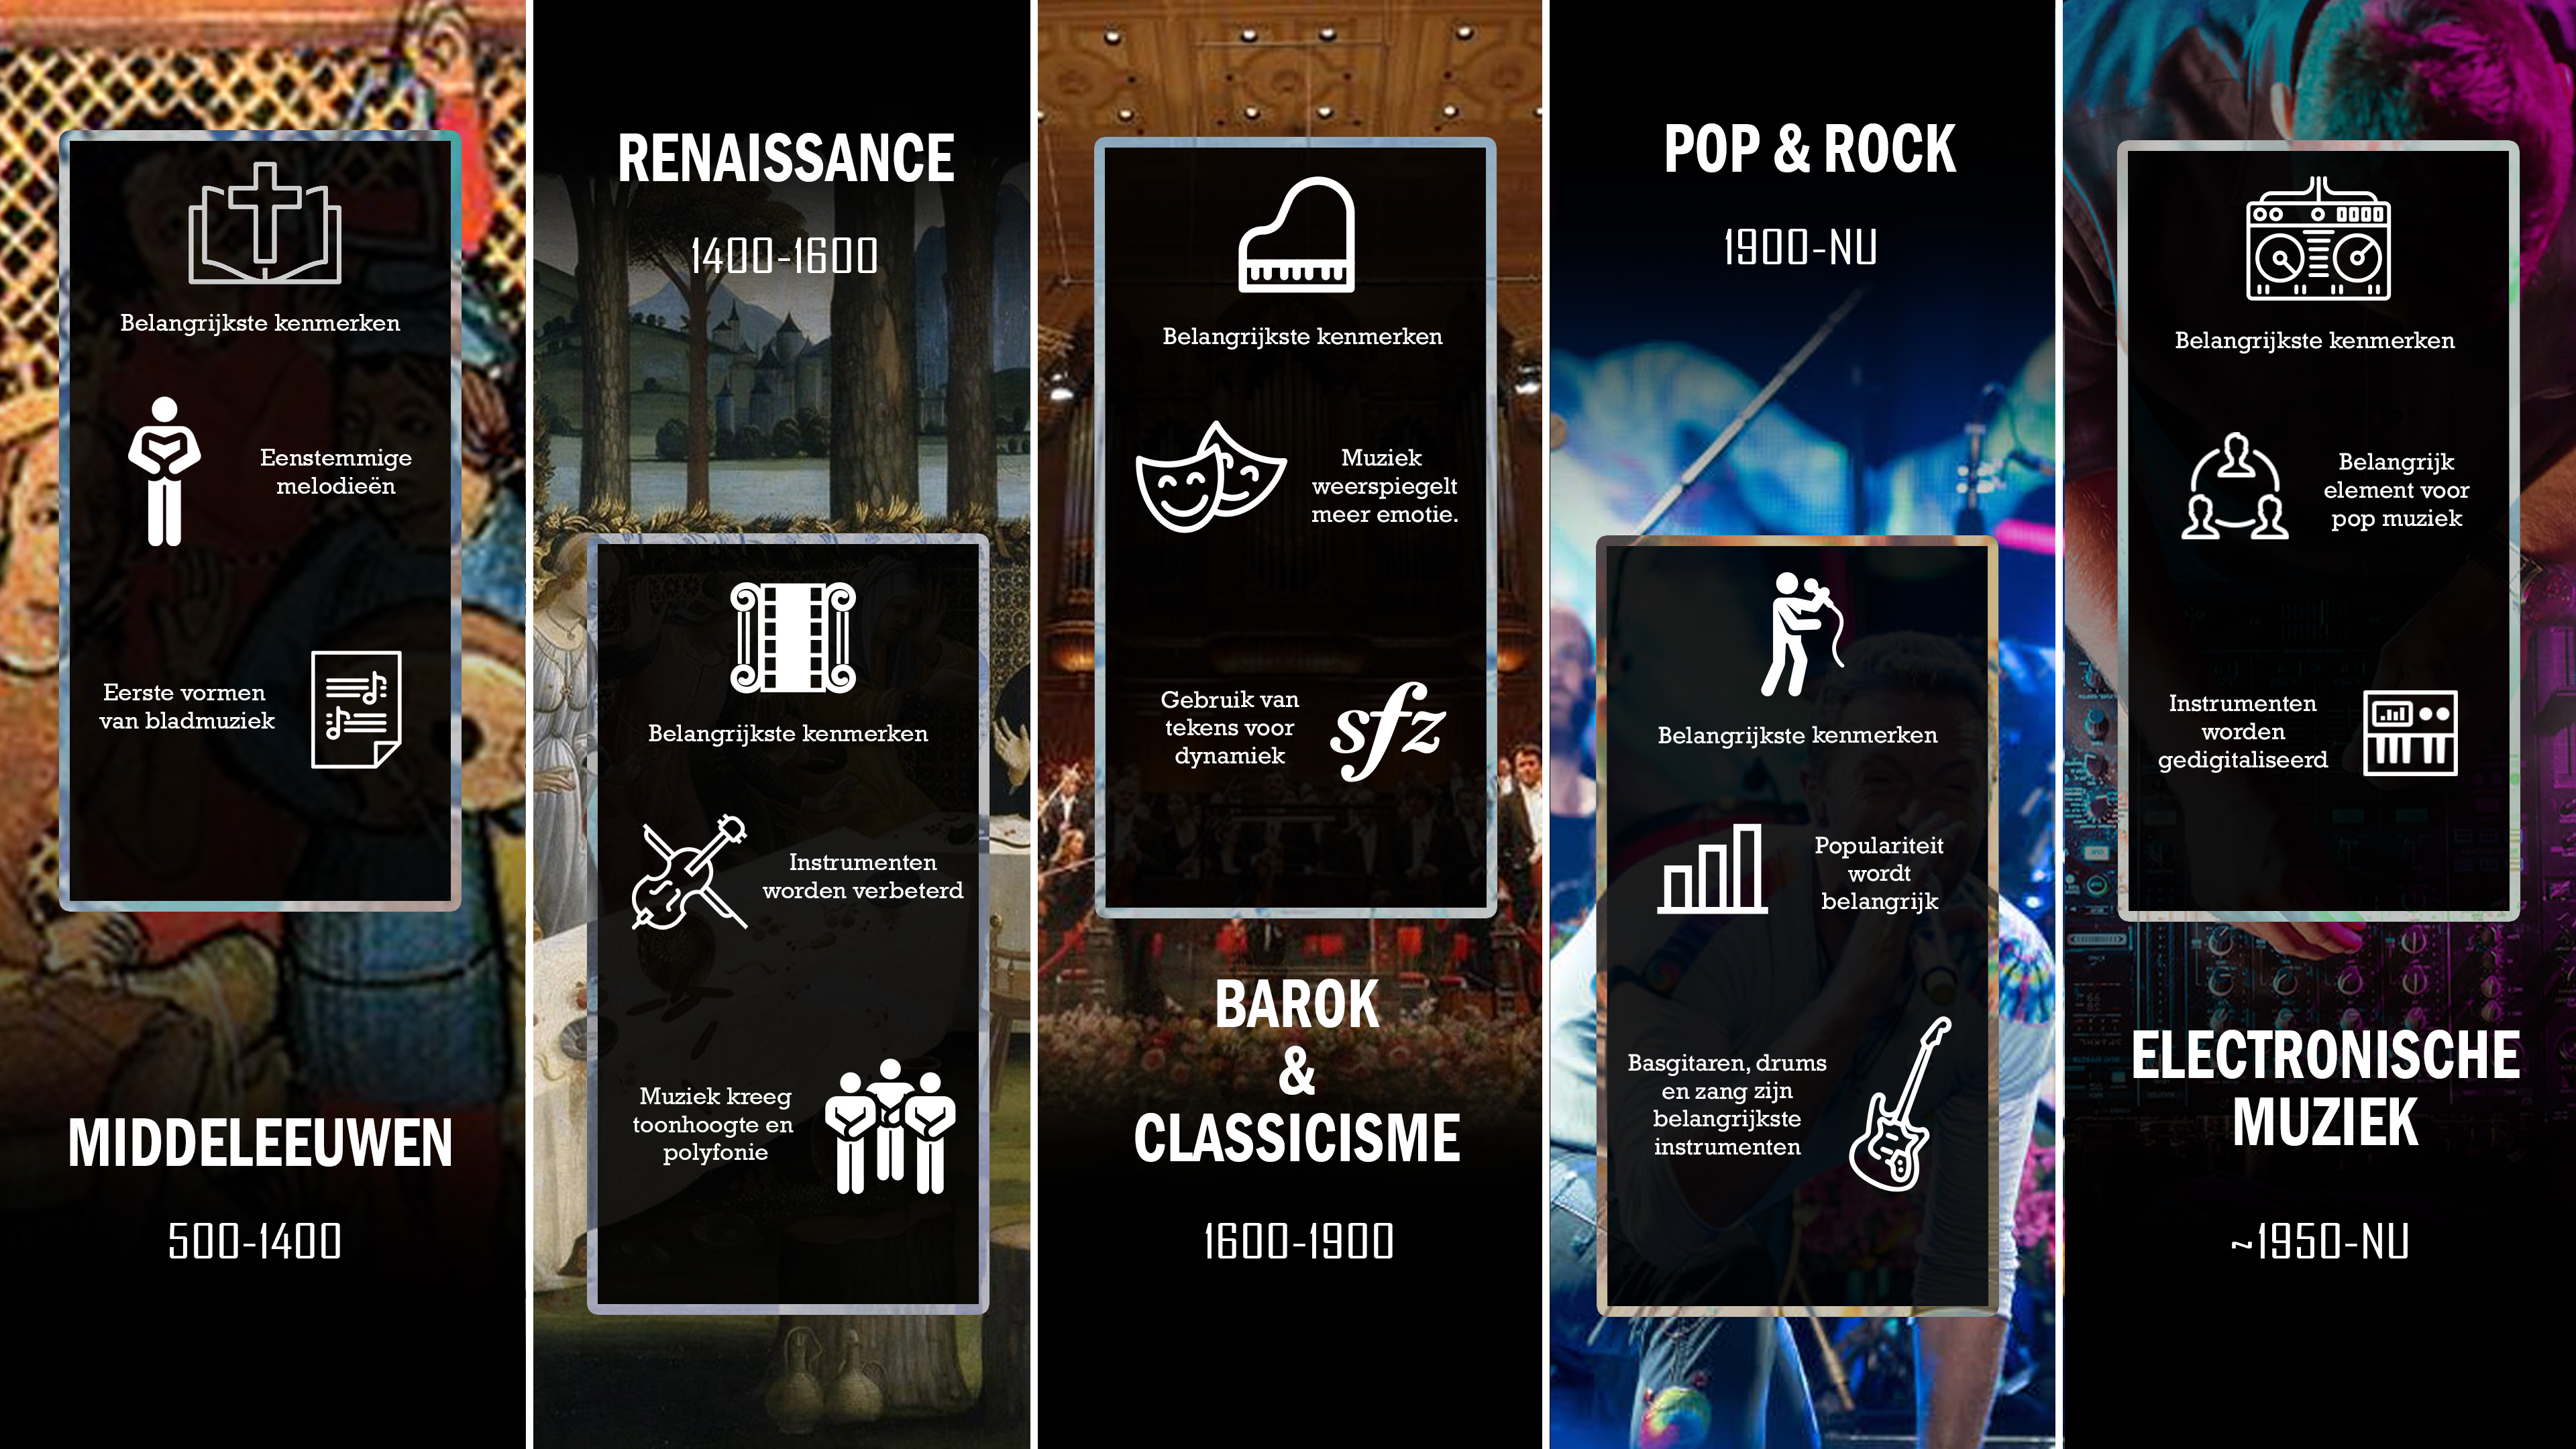 Belangrijkste kenmerken
Eenstemmige
melodieën
Eerste vormen
van bladmuziek
MIDDELEEUWEN
500-1400
RENAISSANCE
1400-1600
Belangrijkste kenmerken
Instrumenten
worden verbeterd
Muziek kreeg
toonhoogte en
polyfonie
Belangrijkste kenmerken
Muziek
weerspiegelt
meer emotie.
Gebruik van
tekens voor
dynamiek
sfz
BAROK
&
CLASSICISME
1600-1900
POP & ROCK
1900-NU
Belangrijkste kenmerken
Populariteit
wordt
belangrijk
Basgitaren, drums
en zang zijn
belangrijkste
instrumenten
Belangrijkste kenmerken
Belangrijk
element voor
pop muziek
Instrumenten
worden
gedigitaliseerd
ELECTRONISCHE
MUZIEK
~1950-NU